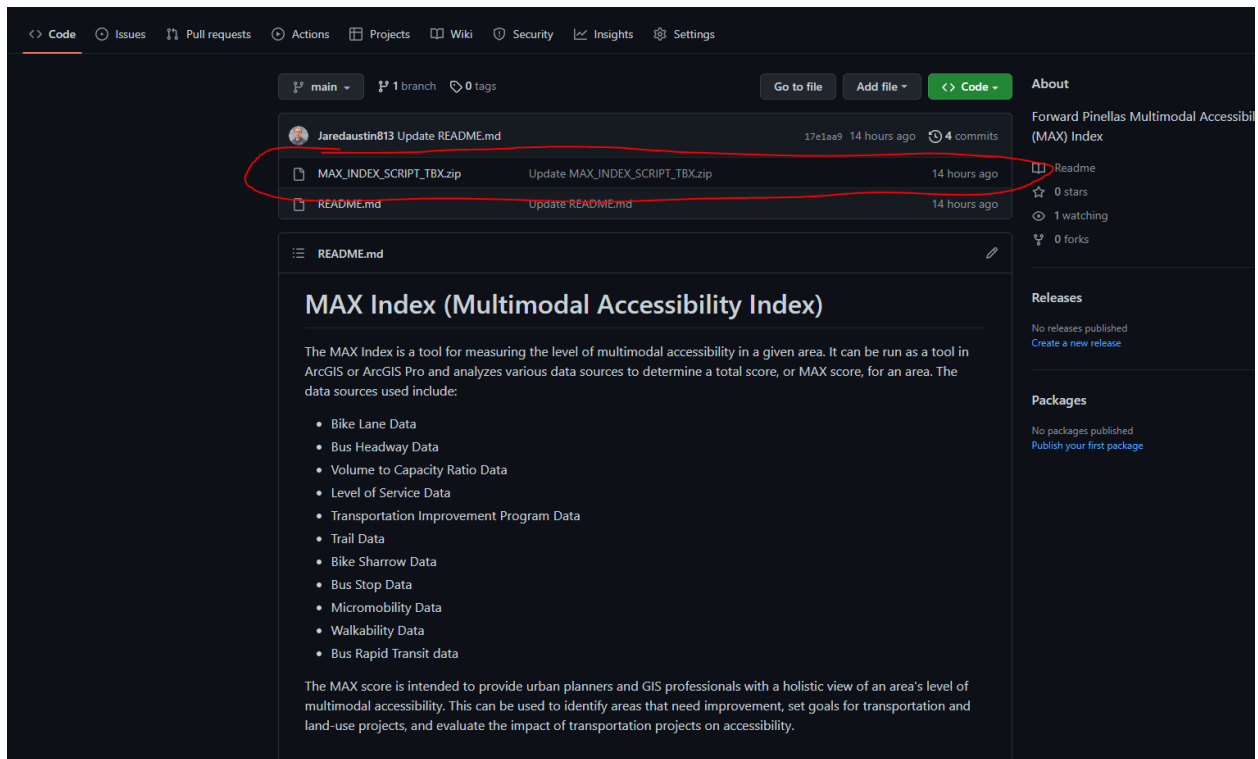 Code Issues Pull requests Actions Projects Wiki Security Insights Settings
main 1 branch 0 tags Go to file Add file Code
Jaredaustin813 Update README.md 17e1aa9 14 hours ago 4 commits
MAX_INDEX_SCRIPT_TBX.zip Update MAX_INDEX_SCRIPT_TBX.zip 14 hours ago
README.md Update README.md 14 hours ago
README.md
MAX Index (Multimodal Accessibility Index)
The MAX Index is a tool for measuring the level of multimodal accessibility in a given area. It can be run as a tool in
ArcGIS or ArcGIS Pro and analyzes various data sources to determine a total score, or MAX score, for an area. The
data sources used include:
Bike Lane Data
Bus Headway Data
Volume to Capacity Ratio Data
Level of Service Data
Transportation Improvement Program Data
Trail Data
Bike Sharrow Data
Bus Stop Data
Micromobility Data
Walkability Data
Bus Rapid Transit data
The MAX score is intended to provide urban planners and GIS professionals with a holistic view of an area's level of
multimodal accessibility. This can be used to identify areas that need improvement, set goals for transportation and
land-use projects, and evaluate the impact of transportation projects on accessibility.
About
Forward Pinellas Multimodal Accessibil
(MAX) Index
Readme
0 stars
1 watching
0 forks
Releases
No releases published
Create a new release
Packages
No packages published
Publish your first package